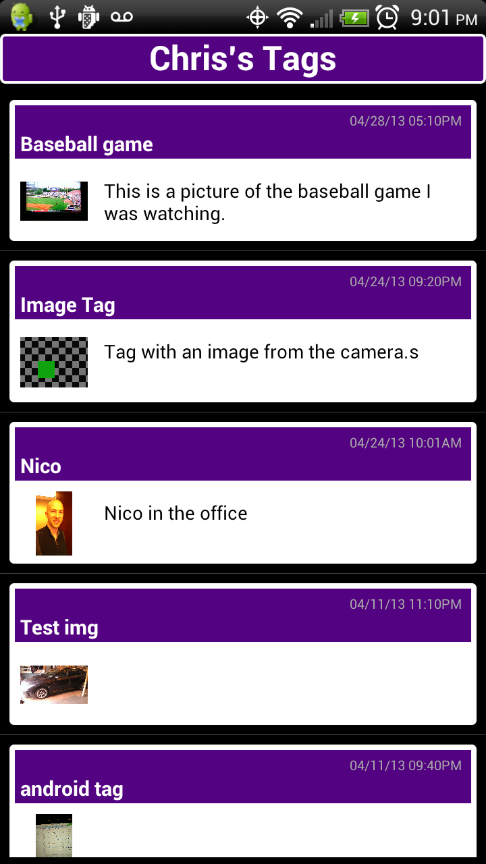 9:01 PM
Chris's Tags
04/28/13 05:10PM
Baseball game
This is a picture of the baseball game I
was watching.
04/24/13 09:20PM
Image Tag
Tag with an image from the camera.s
04/24/13 10:01AM
Nico
Nico in the office
04/11/13 11:10PM
Test img
04/11/13 09:40PM
android tag